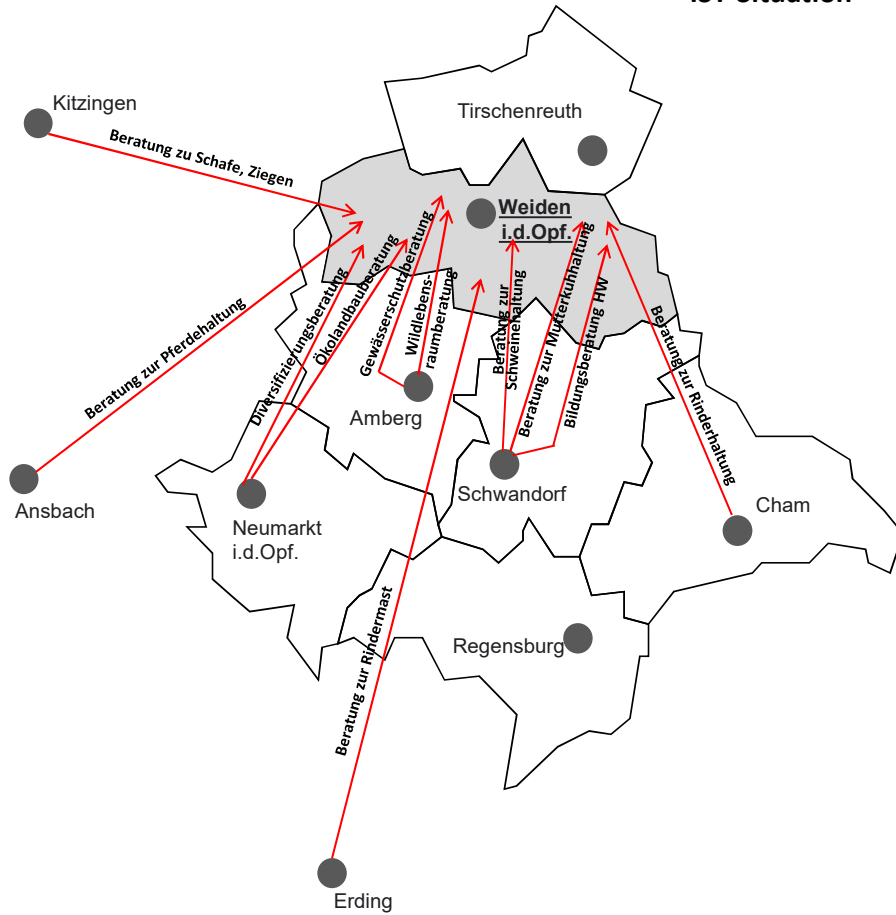 Kitzingen
Tirschenreuth
Beratung zu Schafe, Ziegen
Weiden
i.d.Opf.
Beratung zur Pferdehaltung
Diversifizierungsberatung
Ökolandbauberatung
Gewässerschutzberatung
Wildlebens-
raumberatung
Beratung zur
Schweinehaltung
Beratung zur Mutterkuhhaltung
Bildungsberatung HW
Beratung zur Rinderhaltung
Amberg
Ansbach
Neumarkt
i.d.Opf.
Schwandorf
Cham
Beratung zur Rindermast
Regensburg
Erding